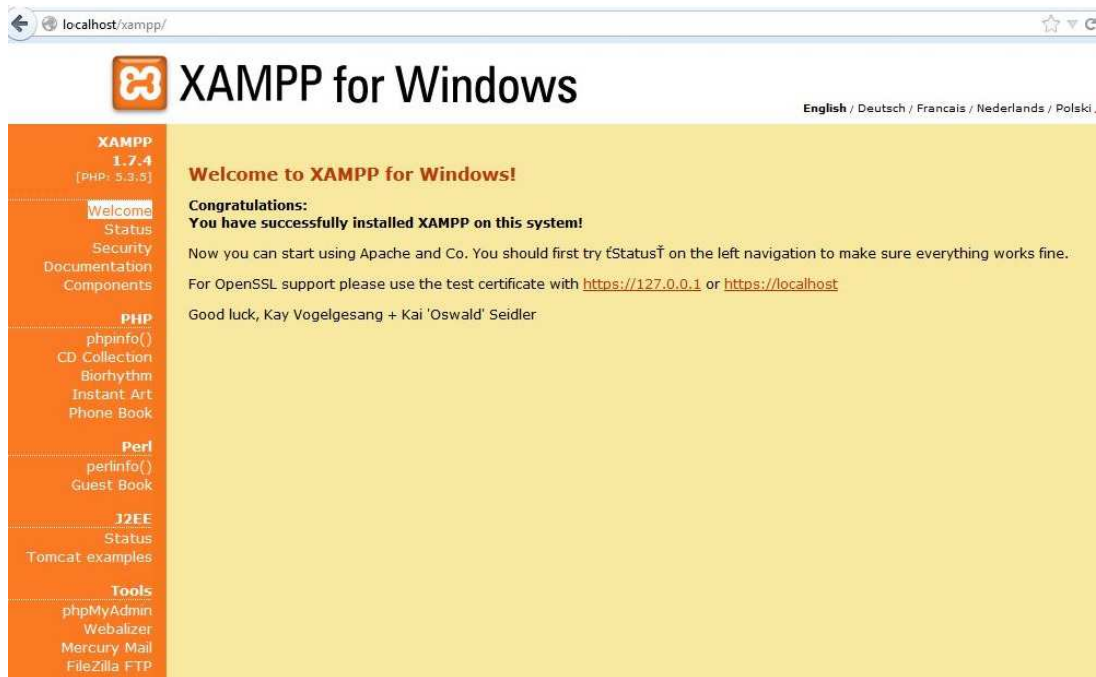 localhost/xampp/
XAMPP for Windows
English / Deutsch / Francais / Nederlands / Polski /
XAMPP
1.7.4
[PHP: 5.3.5]
Welcome
Status
Security
Documentation
Components
PHP
phpinfo()
CD Collection
Biorhythm
Instant Art
Phone Book
Perl
perlinfo()
Guest Book
J2EE
Status
Tomcat examples
Tools
phpMyAdmin
Webalizer
Mercury Mail
FileZilla FTP
Welcome to XAMPP for Windows!
Congratulations:
You have successfully installed XAMPP on this system!
Now you can start using Apache and Co. You should first try ťStatusŤ on the left navigation to make sure everything works fine.
For OpenSSL support please use the test certificate with https://127.0.0.1 or https://localhost
Good luck, Kay Vogelgesang + Kai 'Oswald' Seidler